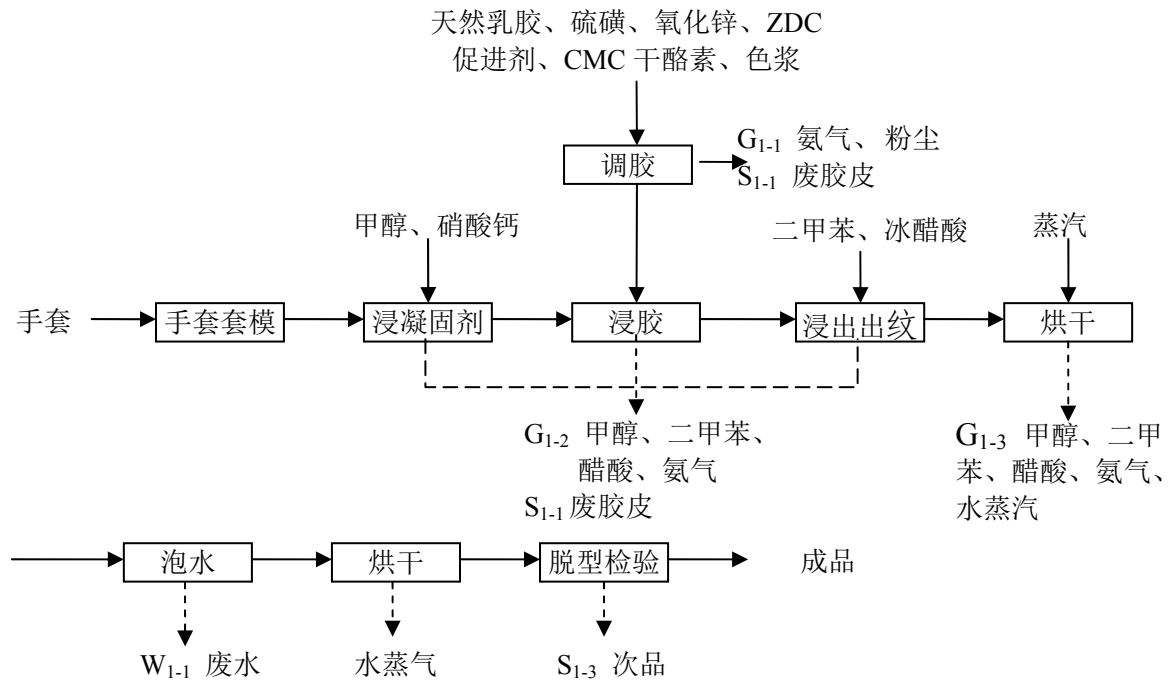 天然乳胶、硫磺、氧化锌、ZDC
促进剂、CMC 干酪素、色浆
G1-1 氨气、粉尘
调胶
S1-1 废胶皮
甲醇、硝酸钙
二甲苯、冰醋酸
蒸汽
手套
手套套模
浸凝固剂
浸胶
浸出出纹
烘干
G1-2 甲醇、二甲苯、
醋酸、氨气
S1-1废胶皮
G1-3 甲醇、二甲
苯、醋酸、氨气、
水蒸汽
泡水
烘干
脱型检验
成品
W1-1 废水
水蒸气
S1-3 次品